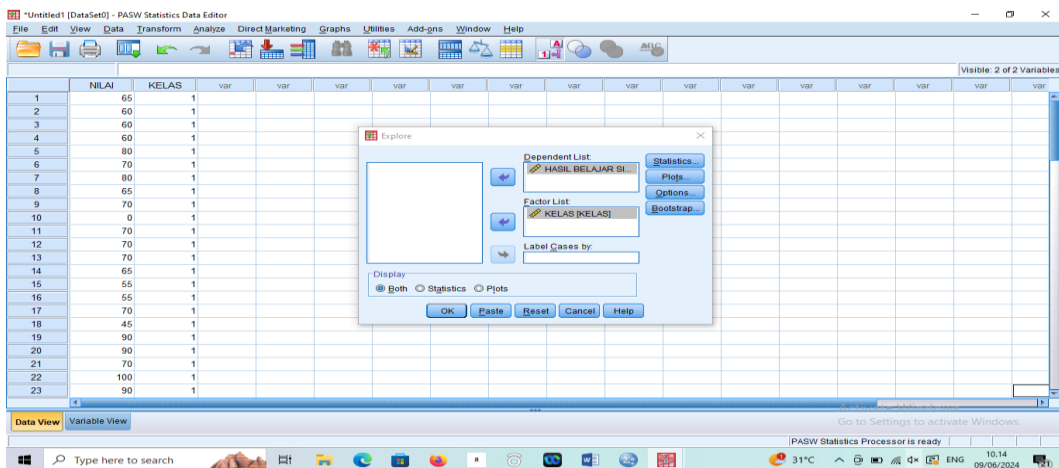 *Untitled1 [DataSet0] - PASW Statistics Data Editor
File Edit View Data Transform Analyze Direct Marketing Graphs Utilities Add-ons Window Help
Visible: 2 of 2 Variables
NILAI KELAS var var var var var var var var var var var var var var var
1 65 1
2 60 1
3 60 1
4 60 1
5 80 1
6 70 1
7 80 1
8 65 1
9 70 1
10 0 1
11 70 1
12 70 1
13 70 1
14 65 1
15 55 1
16 55 1
17 70 1
18 45 1
19 90 1
20 90 1
21 70 1
22 100 1
23 90 1
Explore
Dependent List:
HASIL BELAJAR SI...
Factor List:
KELAS [KELAS]
Label Cases by:
Statistics...
Plots...
Options...
Bootstrap...
Display
Both Statistics Plots
OK Paste Reset Cancel Help
Data View Variable View
Go to Settings to activate Windows.
PASW Statistics Processor is ready
Type here to search
31°C ENG 10.14
09/06/2024